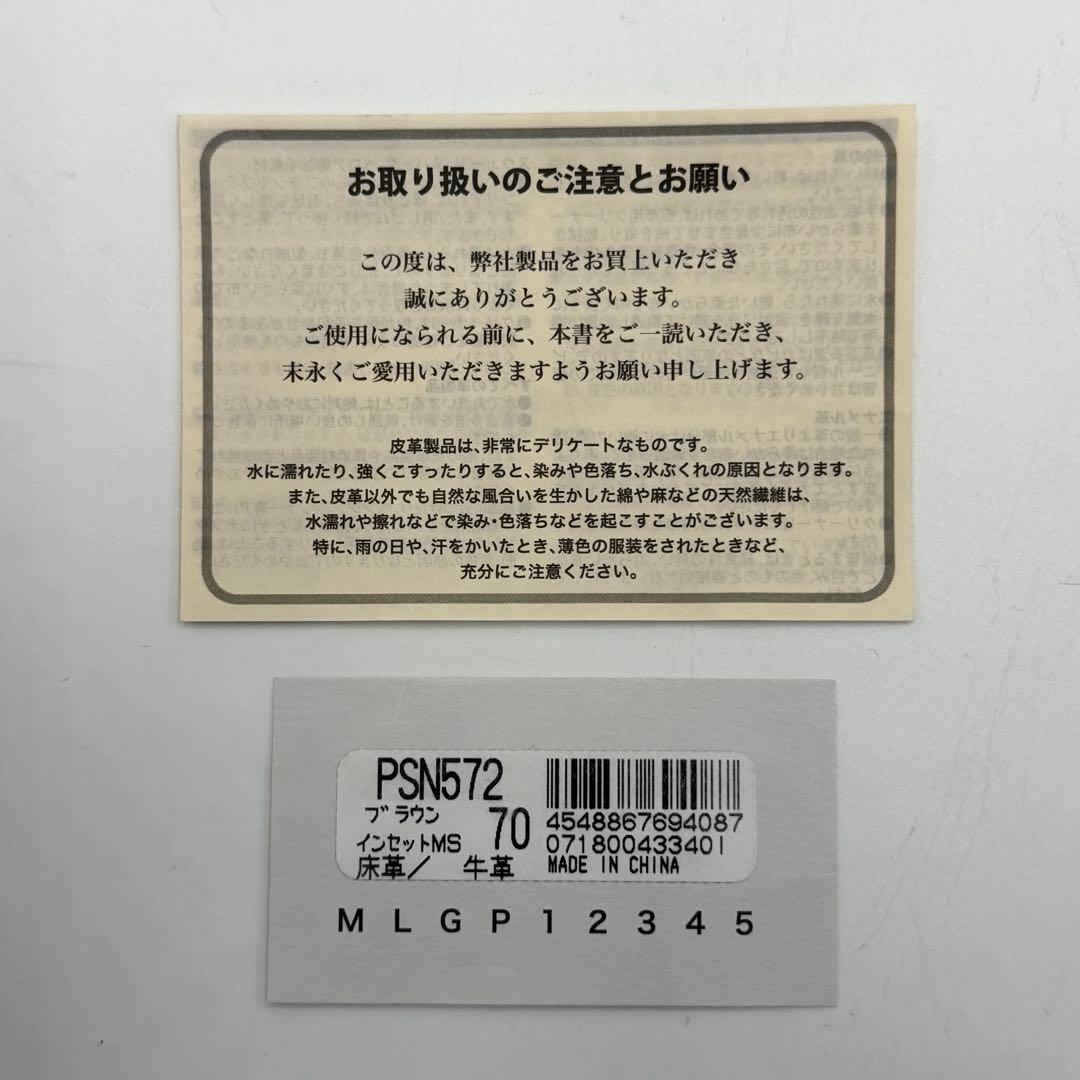 お取り扱いのご注意とお願い
この度は、弊社製品をお買上いただき
誠にありがとうございます。
ご使用になられる前に、本書をご一読いただき、
末永くご愛用いただきますようお願い申し上げます。
皮革製品は、非常にデリケートなものです。
水に濡れたり、強くこすったりすると、染みや色落ち、水ぶくれの原因となります。
また、皮革以外でも自然な風合いを生かした綿や麻などの天然繊維は、
水濡れや擦れなどで染み・色落ちなどを起こすことがございます。
特に、雨の日や、汗をかいたとき、薄色の服装をされたときなど、
充分にご注意ください。
PSN572
ブラウン
インセットMS 70
床革/ 牛革
4548867694087
071800433401
MADE IN CHINA
M L G P 1 2 3 4 5